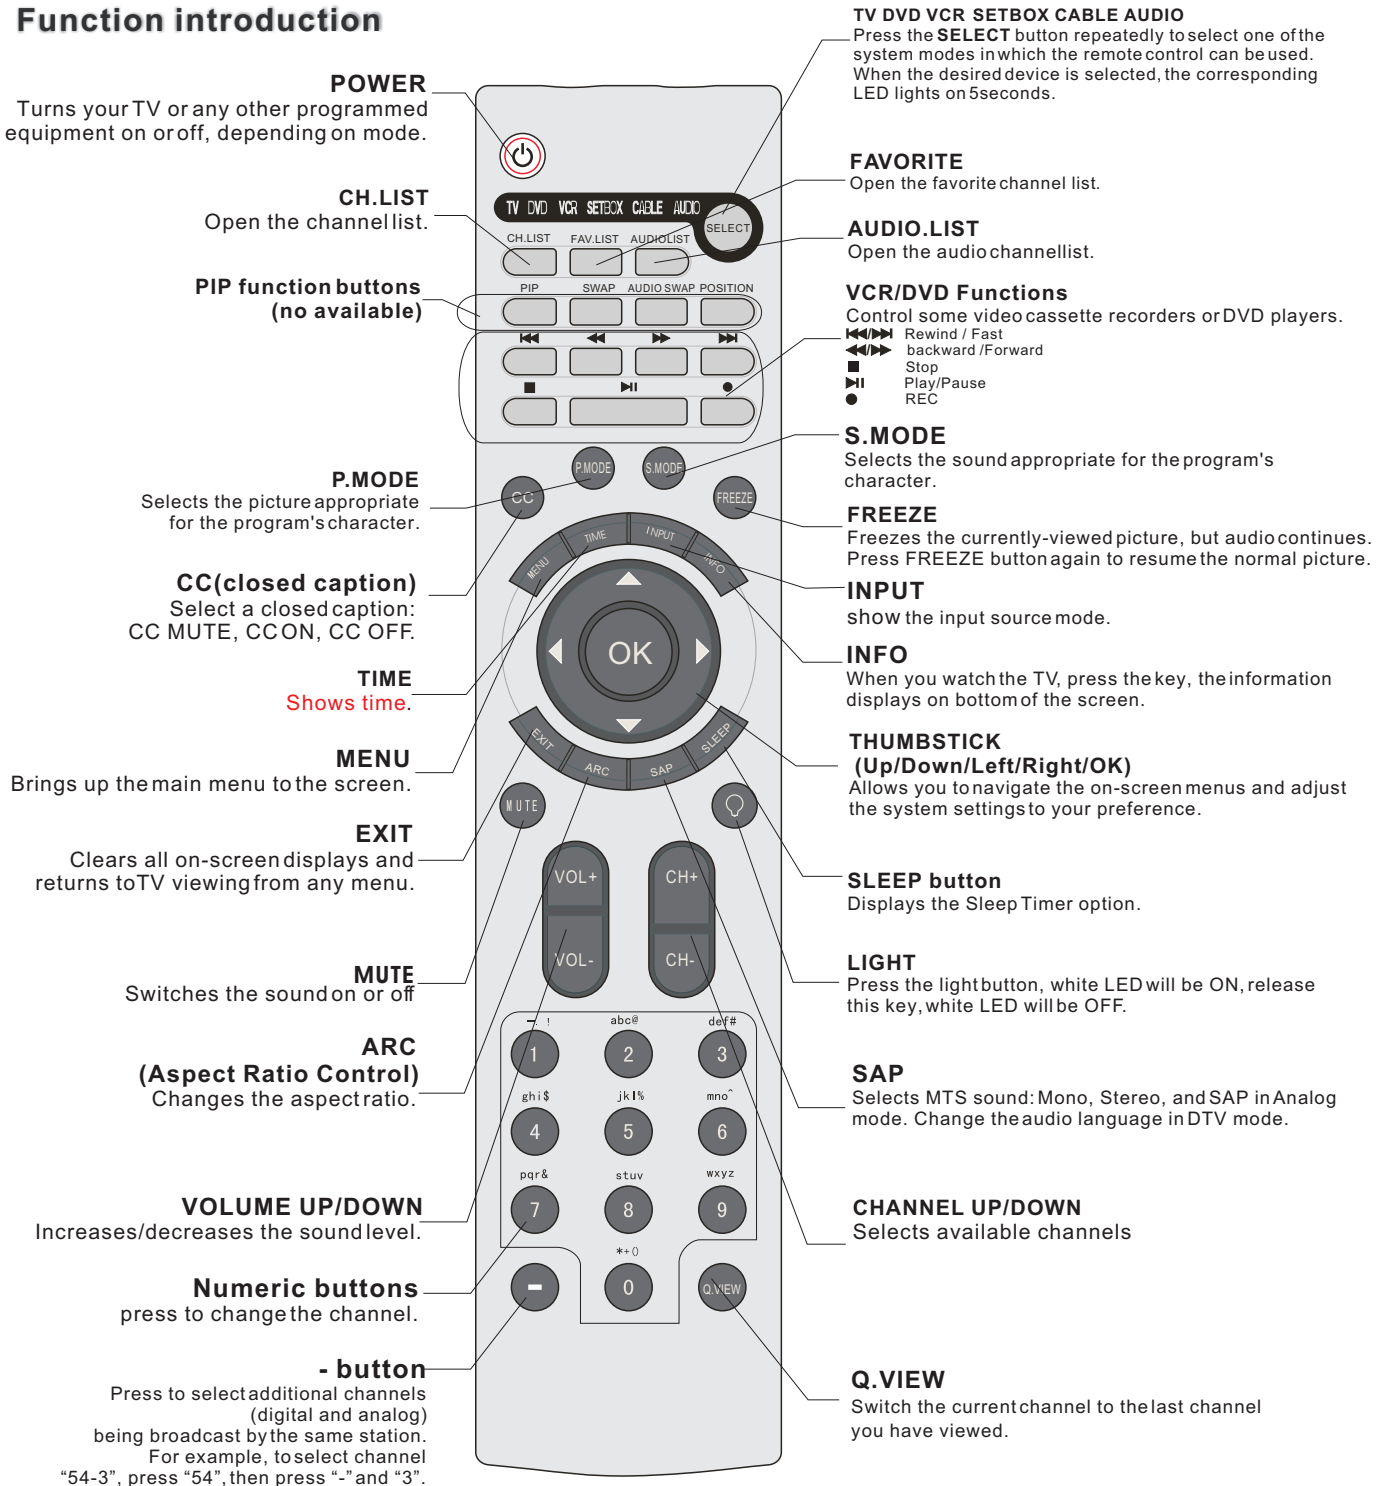 Function introduction
POWER
Turns your TV or any other programmed
equipment on or off, depending on mode.
CH.LIST
Open the channel list.
PIP function buttons
(no available)
P.MODE
Selects the picture appropriate
for the program's character.
CC(closed caption)
Select a closed caption:
CC MUTE, CC ON, CC OFF.
TIME
Shows time.
MENU
Brings up the main menu to the screen.
EXIT
Clears all on-screen displays and
returns to TV viewing from any menu.
MUTE
Switches the sound on or off
ARC
(Aspect Ratio Control)
Changes the aspect ratio.
VOLUME UP/DOWN
Increases/decreases the sound level.
Numeric buttons
press to change the channel.
- button
Press to select additional channels
(digital and analog)
being broadcast by the same station.
For example, to select channel
“54-3”, press “54”, then press “-” and “3”.
TV DVD VCR SETBOX CABLE AUDIO
SELECT
CH.LIST FAV.LIST AUDIOLIST
PIP SWAP AUDIO SWAP POSITION
P.MODE S.MODE
CC FREEZE
MENU TIME INPUT INFO
OK
EXIT ARC SAP SLEEP
MUTE
VOL+ CH+
VOL- CH-
-. ! abc@ def#
1 2 3
ghi$ jkl% mno^
4 5 6
pqr& stuv wxyz
7 8 9
*+()
- 0 Q.VIEW
TV DVD VCR SETBOX CABLE AUDIO
Press the SELECT button repeatedly to select one of the
system modes in which the remote control can be used.
When the desired device is selected, the corresponding
LED lights on 5seconds.
FAVORITE
Open the favorite channel list.
AUDIO.LIST
Open the audio channellist.
VCR/DVD Functions
Control some video cassette recorders or DVD players.
⏮/⏭ Rewind / Fast
◀◀/▶▶ backward /Forward
■ Stop
▶II Play/Pause
● REC
S.MODE
Selects the sound appropriate for the program's
character.
FREEZE
Freezes the currently-viewed picture, but audio continues.
Press FREEZE button again to resume the normal picture.
INPUT
show the input source mode.
INFO
When you watch the TV, press the key, the information
displays on bottom of the screen.
THUMBSTICK
(Up/Down/Left/Right/OK)
Allows you to navigate the on-screen menus and adjust
the system settings to your preference.
SLEEP button
Displays the Sleep Timer option.
LIGHT
Press the light button, white LED will be ON, release
this key, white LED will be OFF.
SAP
Selects MTS sound: Mono, Stereo, and SAP in Analog
mode. Change the audio language in DTV mode.
CHANNEL UP/DOWN
Selects available channels
Q.VIEW
Switch the current channel to the last channel
you have viewed.